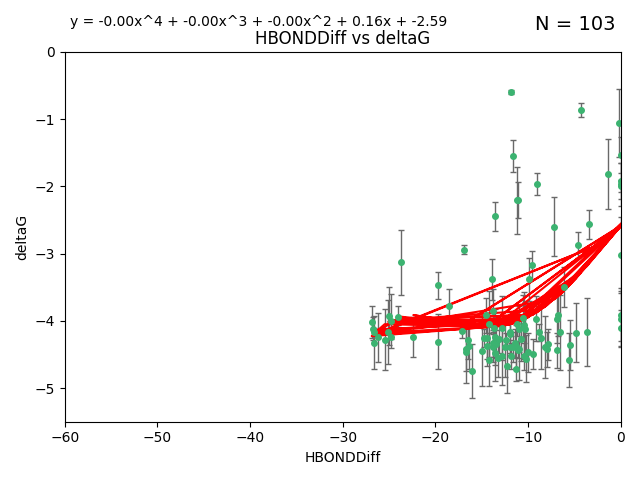 y = -0.00x^4 + -0.00x^3 + -0.00x^2 + 0.16x + -2.59
N = 103
HBONDDiff vs deltaG
0
−1
−2
−3
−4
−5
deltaG
−60 −50 −40 −30 −20 −10 0
HBONDDiff